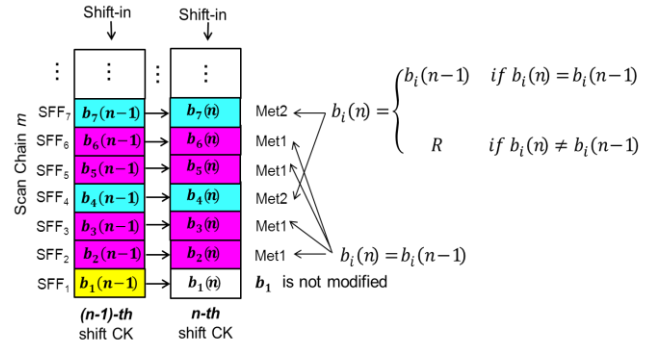 Shift-in Shift-in
⋮ ⋮ ⋮ ⋮
Scan Chain m
SFF₇ b₇(n−1) b₇(n) Met2
SFF₆ b₆(n−1) b₆(n) Met1
SFF₅ b₅(n−1) b₅(n) Met1
SFF₄ b₄(n−1) b₄(n) Met2
SFF₃ b₃(n−1) b₃(n) Met1
SFF₂ b₂(n−1) b₂(n) Met1
SFF₁ b₁(n−1) b₁(n) b₁ is not modified
(n-1)-th n-th
shift CK shift CK
bᵢ(n−1) if bᵢ(n) = bᵢ(n−1)
bᵢ(n) = {
R if bᵢ(n) ≠ bᵢ(n−1)
bᵢ(n) = bᵢ(n−1)